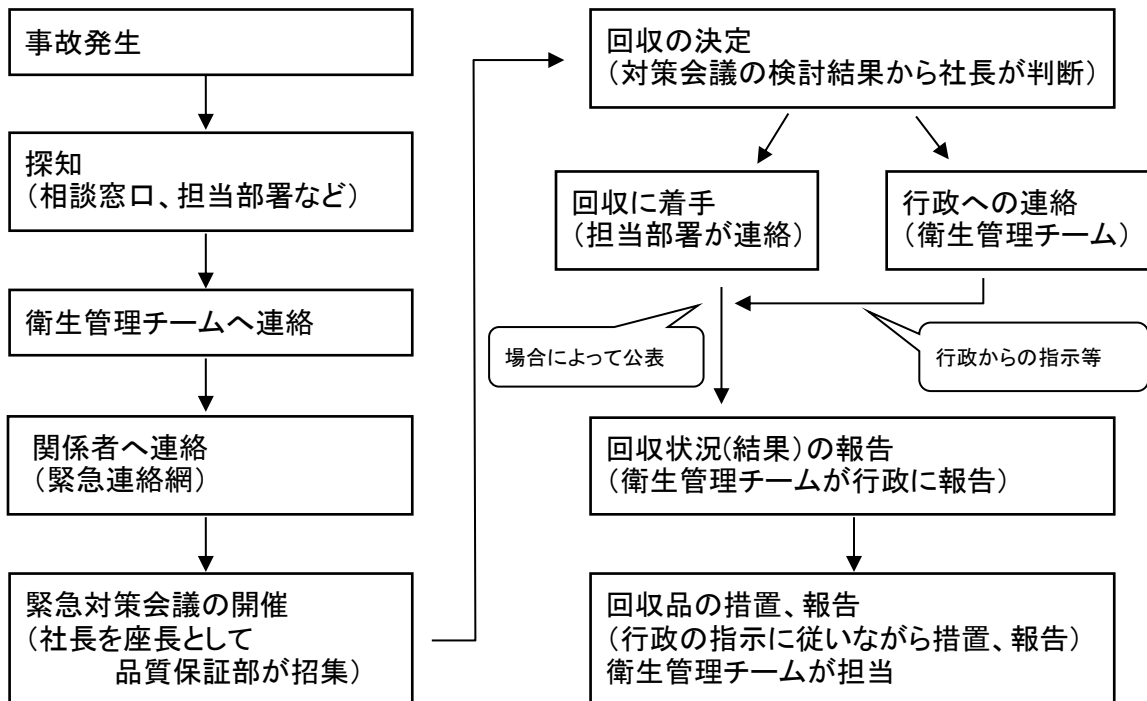 事故発生
探知
(相談窓口、担当部署など)
衛生管理チームへ連絡
関係者へ連絡
(緊急連絡網)
緊急対策会議の開催
(社長を座長として
品質保証部が招集)
回収の決定
(対策会議の検討結果から社長が判断)
回収に着手
(担当部署が連絡)
行政への連絡
(衛生管理チーム)
場合によって公表
行政からの指示等
回収状況(結果)の報告
(衛生管理チームが行政に報告)
回収品の措置、報告
(行政の指示に従いながら措置、報告)
衛生管理チームが担当